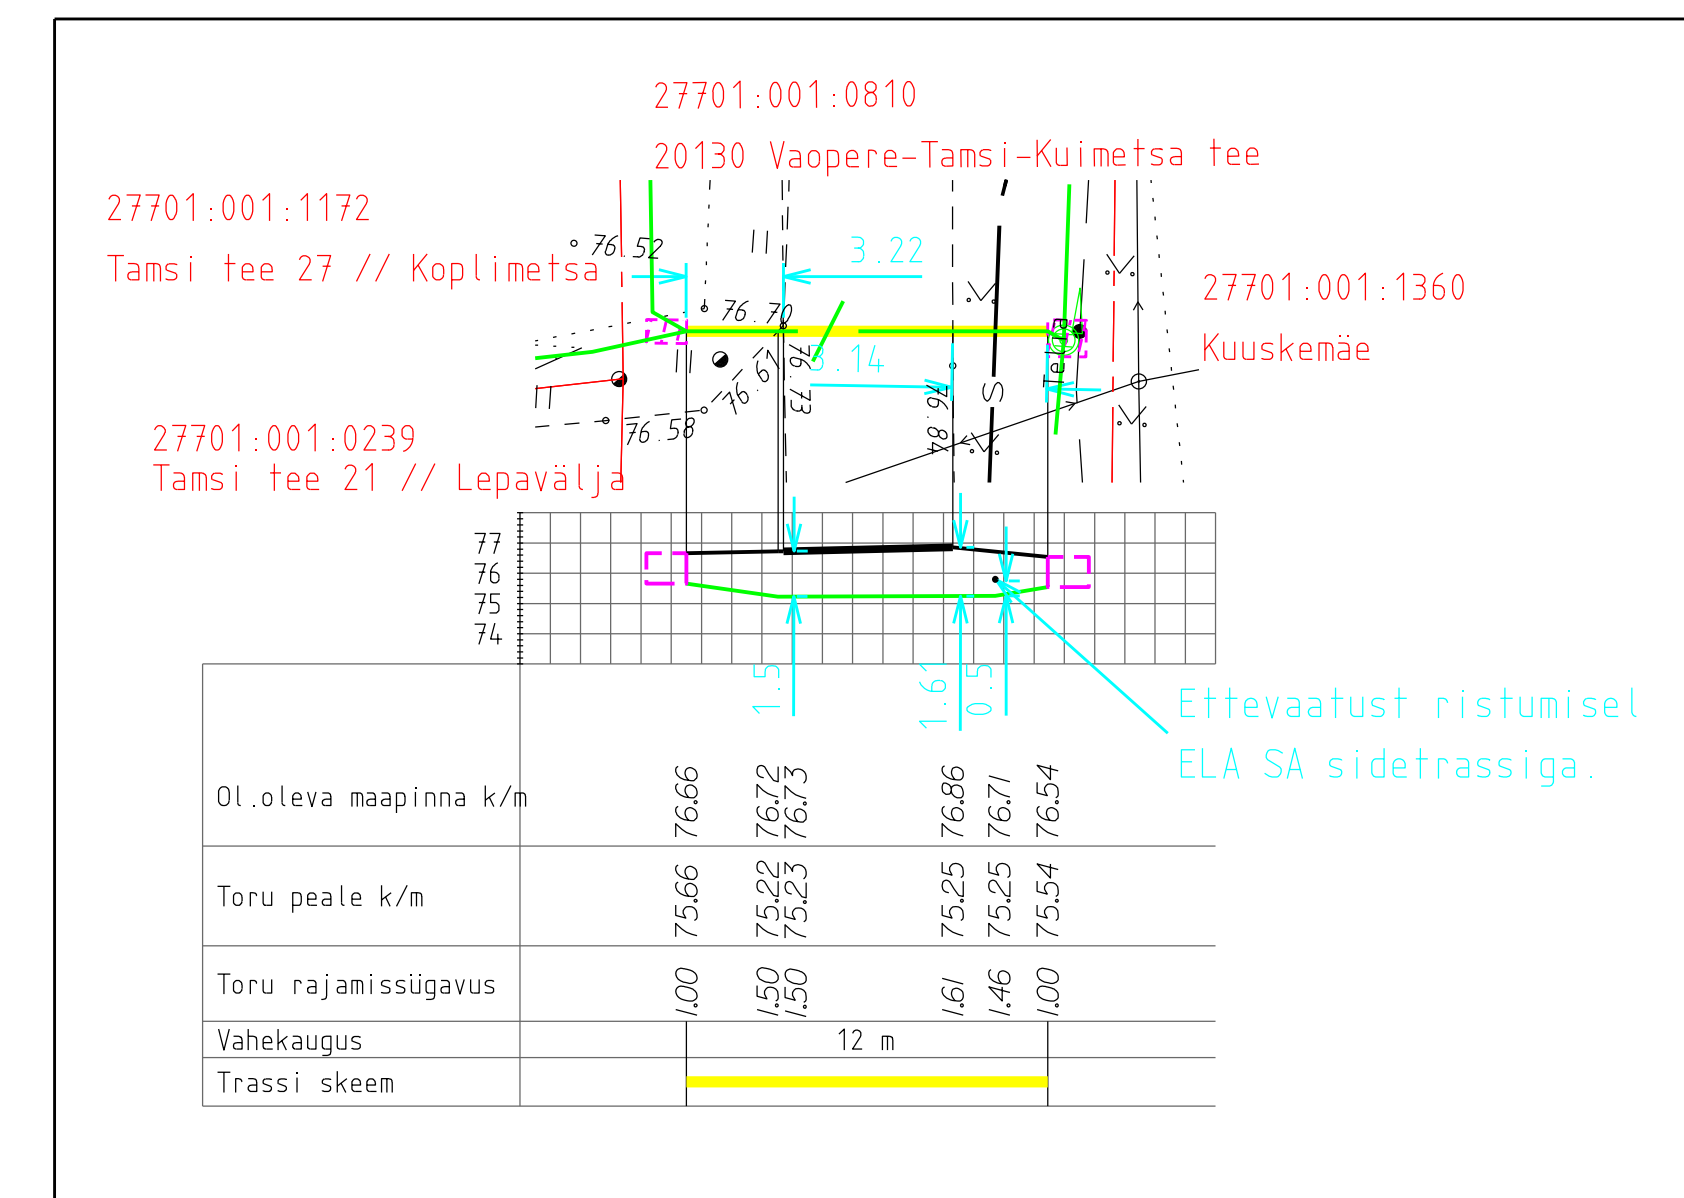 27701:001:0810
20130 Vaopere-Tamsi-Kuimetsa tee
27701:001:1172
Tamsi tee 27 // Koplimetsa
76.52
3.22
27701:001:1360
Kuuskemäe
76.70
76.61
76.73
3.14
76.84
S
76.58
27701:001:0239
Tamsi tee 21 // Lepavälja
77
76
75
74
1.5
1.61
0.5
Ettevaatust ristumisel
ELA SA sidetrassiga.
Ol.oleva maapinna k/m 76.66 76.72 76.73 76.86 76.71 76.54
Toru peale k/m 75.66 75.22 75.23 75.25 75.25 75.54
Toru rajamissügavus 1.00 1.50 1.50 1.61 1.46 1.00
Vahekaugus 12 m
Trassi skeem